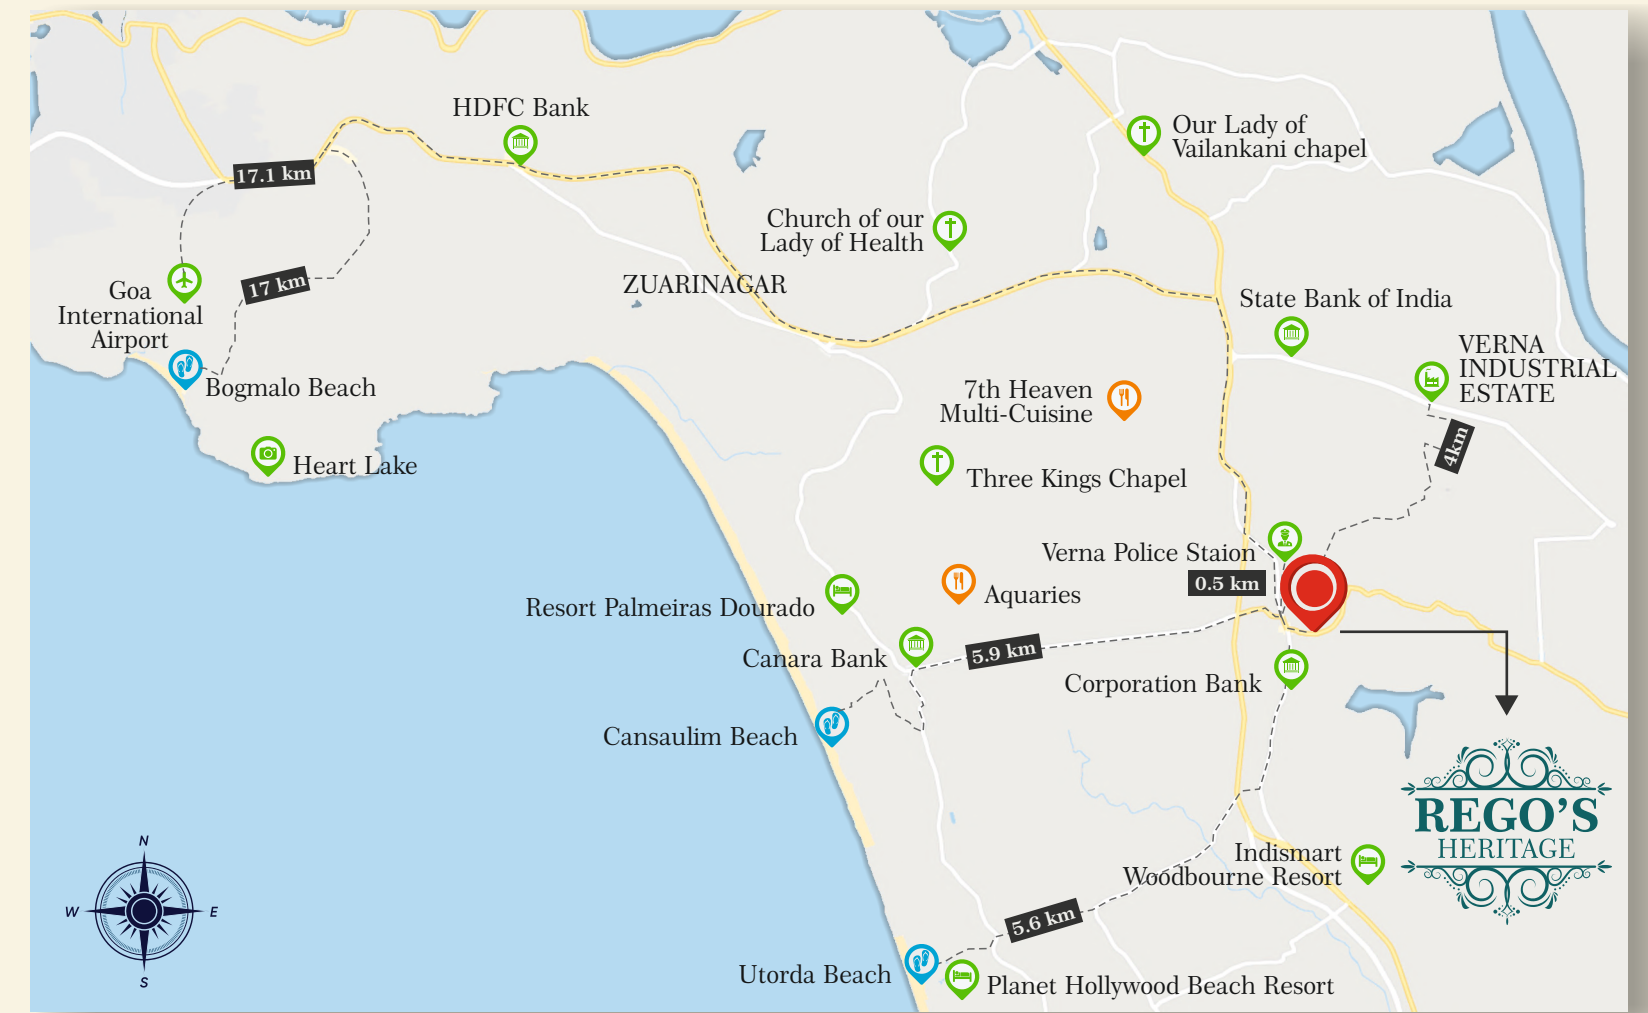 HDFC Bank
Our Lady of
Vailankani chapel
17.1 km
Church of our
Lady of Health
17 km
ZUARINAGAR
Goa
International
Airport
State Bank of India
VERNA
INDUSTRIAL
ESTATE
Bogmalo Beach
7th Heaven
Multi-Cuisine
Heart Lake
4km
Three Kings Chapel
Verna Police Staion
0.5 km
Resort Palmeiras Dourado
Aquaries
Canara Bank
5.9 km
Corporation Bank
Cansaulim Beach
REGO'S
HERITAGE
N
W
E
S
Indismart
Woodbourne Resort
5.6 km
Utorda Beach
Planet Hollywood Beach Resort